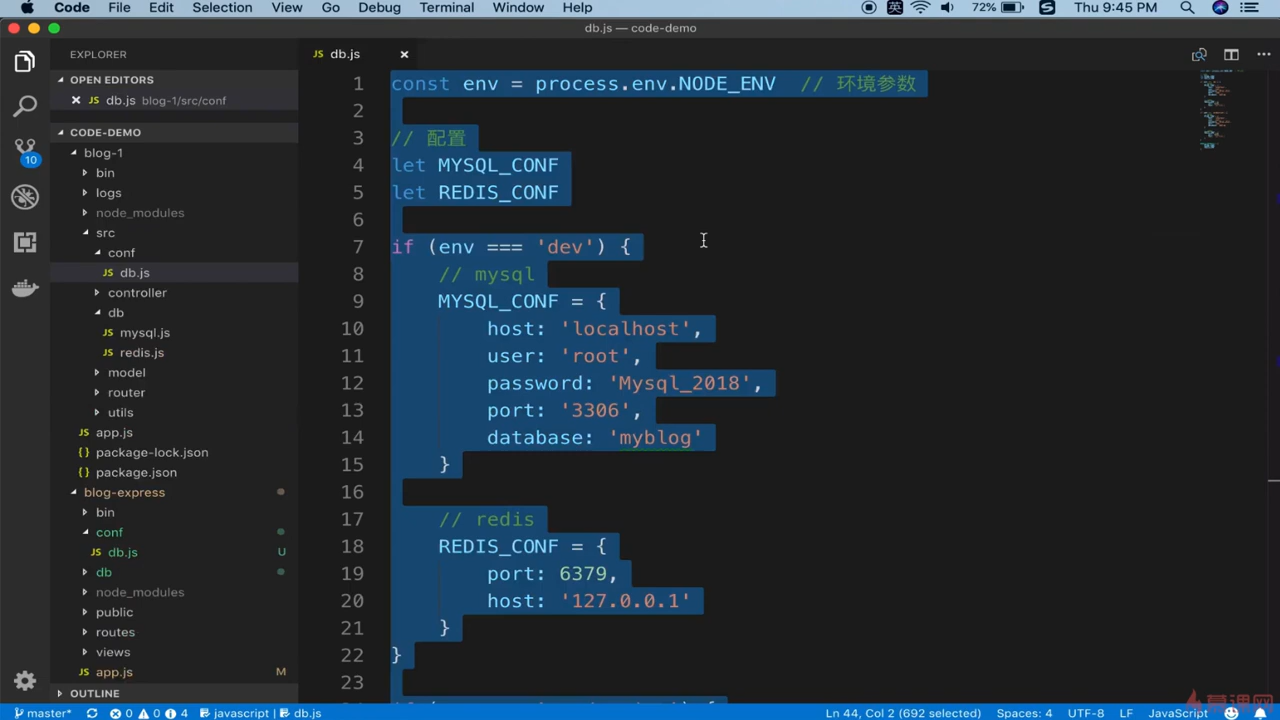 Code File Edit Selection View Go Debug Terminal Window Help 英 72% Thu 9:45 PM
db.js — code-demo
EXPLORER
JS db.js ×
OPEN EDITORS
× JS db.js blog-1/src/conf
CODE-DEMO
blog-1
bin
logs
node_modules
src
conf
JS db.js
controller
db
JS mysql.js
JS redis.js
model
router
utils
JS app.js
{} package-lock.json
{} package.json
blog-express
bin
conf
JS db.js U
db
node_modules
public
routes
views
JS app.js M
OUTLINE
10
1 const env = process.env.NODE_ENV // 环境参数
2
3 // 配置
4 let MYSQL_CONF
5 let REDIS_CONF
6
7 if (env === 'dev') {
8 // mysql
9 MYSQL_CONF = {
10 host: 'localhost',
11 user: 'root',
12 password: 'Mysql_2018',
13 port: '3306',
14 database: 'myblog'
15 }
16
17 // redis
18 REDIS_CONF = {
19 port: 6379,
20 host: '127.0.0.1'
21 }
22 }
23
慕课网
master* 0 0 4 javascript | db.js Ln 44, Col 2 (692 selected) Spaces: 4 UTF-8 LF JavaScript